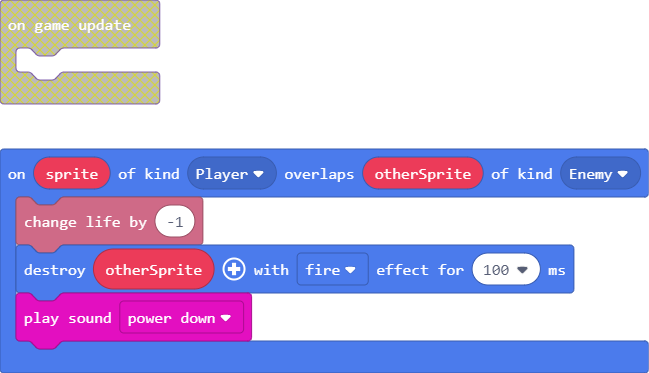 on game update
on sprite of kind Player overlaps otherSprite of kind Enemy
change life by -1
destroy otherSprite with fire effect for 100 ms
play sound power down